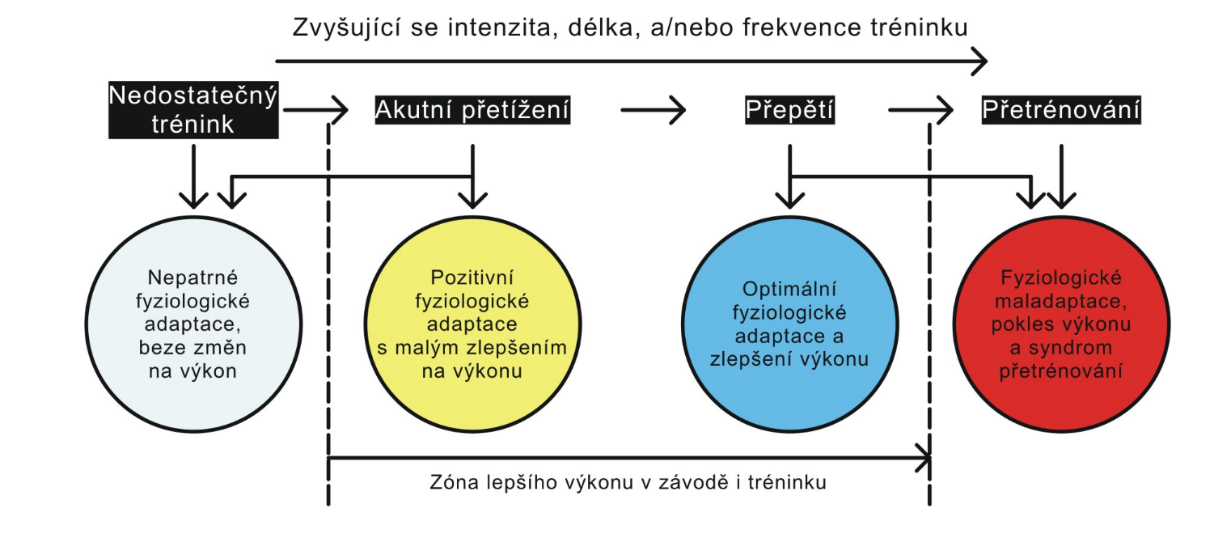 Zvyšující se intenzita, délka, a/nebo frekvence tréninku
Nedostatečný
trénink
Akutní přetížení
Přepětí
Přetrénování
Nepatrné
fyziologické
adaptace,
beze změn
na výkon
Pozitivní
fyziologické
adaptace
s malým zlepšením
na výkonu
Optimální
fyziologické
adaptace a
zlepšení výkonu
Fyziologické
maladaptace,
pokles výkonu
a syndrom
přetrénování
Zóna lepšího výkonu v závodě i tréninku